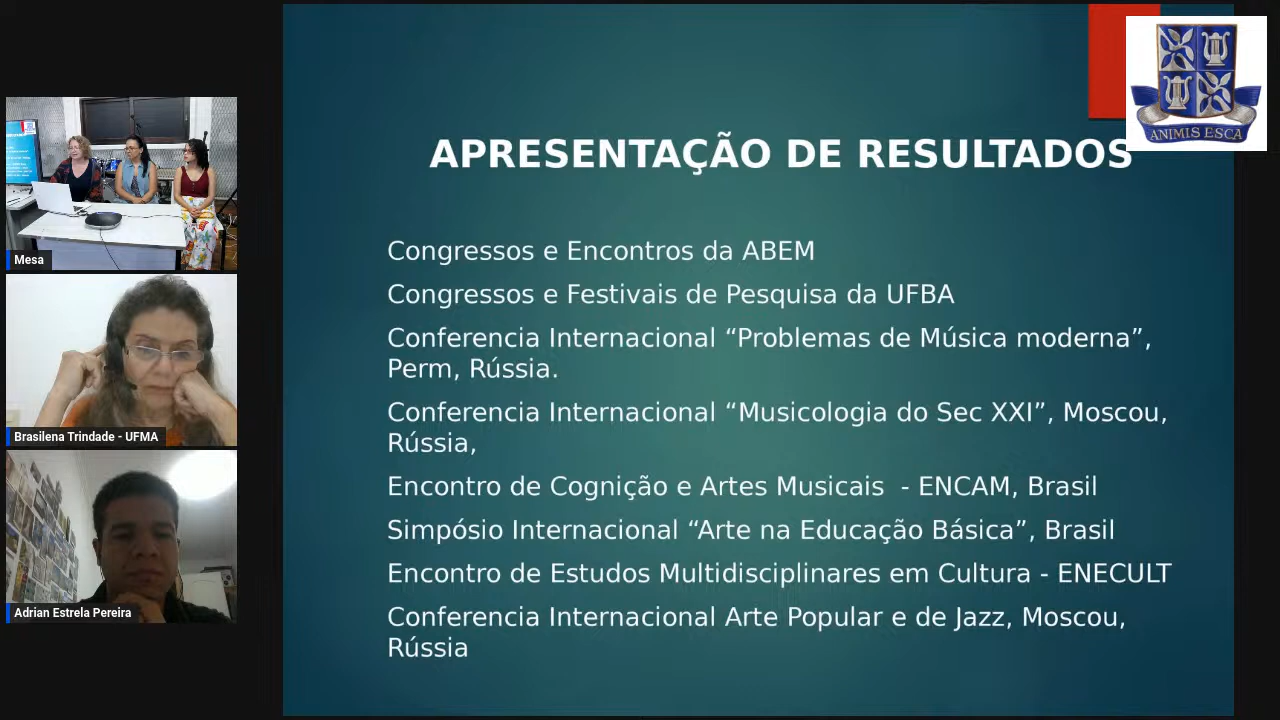 APRESENTAÇÃO DE RESULTADOS
Congressos e Encontros da ABEM
Congressos e Festivais de Pesquisa da UFBA
Conferencia Internacional “Problemas de Música moderna”,
Perm, Rússia.
Conferencia Internacional “Musicologia do Sec XXI”, Moscou,
Rússia,
Encontro de Cognição e Artes Musicais - ENCAM, Brasil
Simpósio Internacional “Arte na Educação Básica”, Brasil
Encontro de Estudos Multidisciplinares em Cultura - ENECULT
Conferencia Internacional Arte Popular e de Jazz, Moscou,
Rússia
ANIMIS ESCA
Mesa
Brasilena Trindade - UFMA
Adrian Estrela Pereira